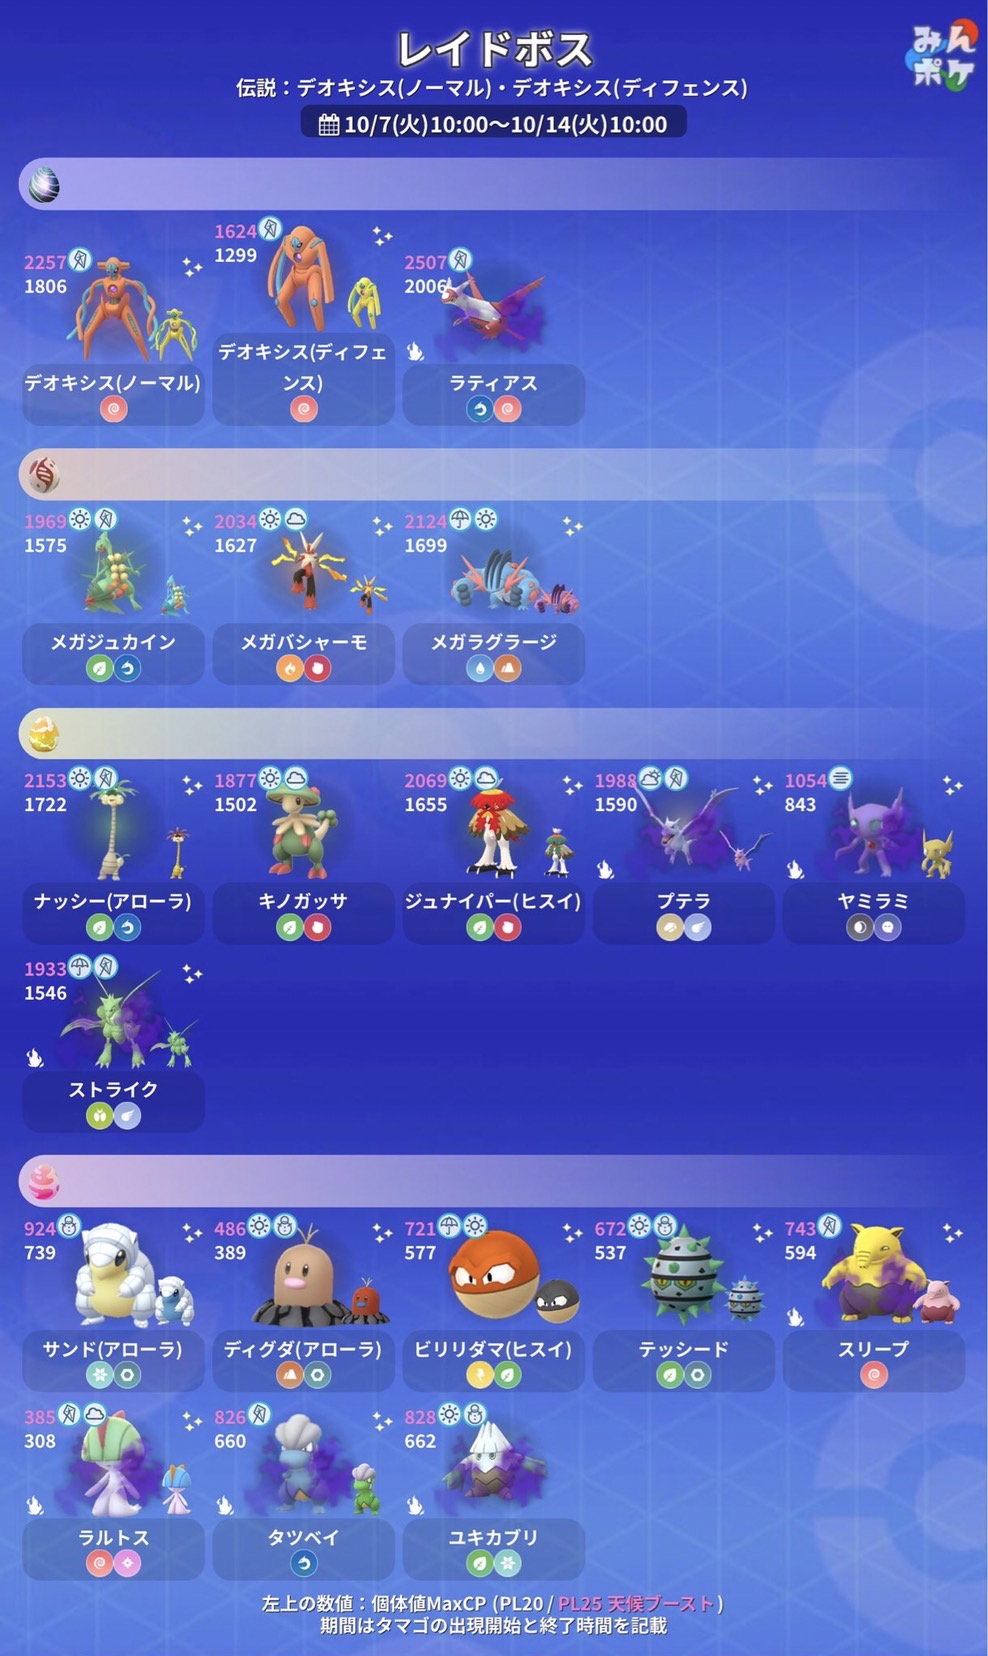 レイドボス
みん
ポケ
伝説：デオキシス(ノーマル)・デオキシス(ディフェンス)
10/7(火)10:00〜10/14(火)10:00
2257
1806
デオキシス(ノーマル)
1624
1299
デオキシス(ディフェ
ンス)
2507
2006
ラティアス
1969
1575
メガジュカイン
2034
1627
メガバシャーモ
2124
1699
メガラグラージ
2153
1722
ナッシー(アローラ)
1877
1502
キノガッサ
2069
1655
ジュナイパー(ヒスイ)
1988
1590
プテラ
1054
843
ヤミラミ
1933
1546
ストライク
924
739
サンド(アローラ)
486
389
ディグダ(アローラ)
721
577
ビリリダマ(ヒスイ)
672
537
テッシード
743
594
スリープ
385
308
ラルトス
826
660
タツベイ
828
662
ユキカブリ
左上の数値：個体値MaxCP (PL20 / PL25 天候ブースト)
期間はタマゴの出現開始と終了時間を記載